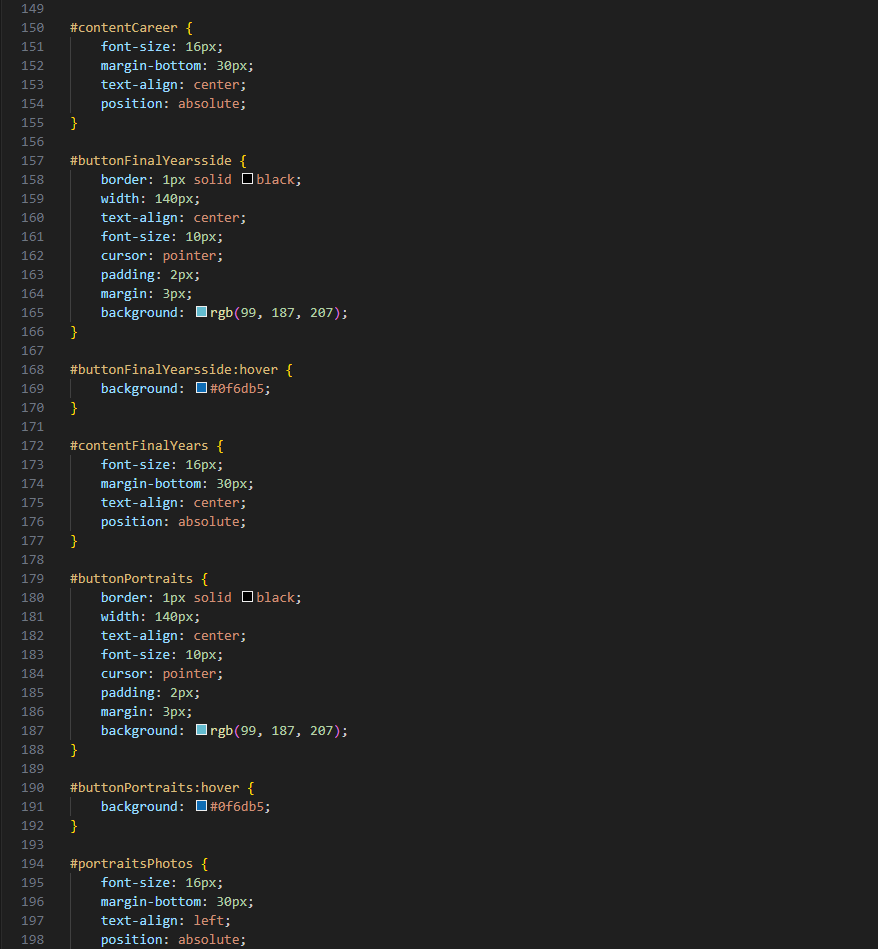 149
150 #contentCareer {
151     font-size: 16px;
152     margin-bottom: 30px;
153     text-align: center;
154     position: absolute;
155 }
156
157 #buttonFinalYearsside {
158     border: 1px solid black;
159     width: 140px;
160     text-align: center;
161     font-size: 10px;
162     cursor: pointer;
163     padding: 2px;
164     margin: 3px;
165     background: rgb(99, 187, 207);
166 }
167
168 #buttonFinalYearsside:hover {
169     background: #0f6db5;
170 }
171
172 #contentFinalYears {
173     font-size: 16px;
174     margin-bottom: 30px;
175     text-align: center;
176     position: absolute;
177 }
178
179 #buttonPortraits {
180     border: 1px solid black;
181     width: 140px;
182     text-align: center;
183     font-size: 10px;
184     cursor: pointer;
185     padding: 2px;
186     margin: 3px;
187     background: rgb(99, 187, 207);
188 }
189
190 #buttonPortraits:hover {
191     background: #0f6db5;
192 }
193
194 #portraitsPhotos {
195     font-size: 16px;
196     margin-bottom: 30px;
197     text-align: left;
198     position: absolute;